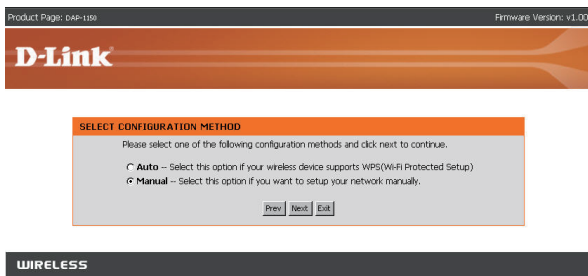 Product Page: DAP-1150 Firmware Version: v1.00
D-Link
SELECT CONFIGURATION METHOD
Please select one of the following configuration methods and click next to continue.
Auto -- Select this option if your wireless device supports WPS(Wi-Fi Protected Setup)
Manual -- Select this option if you want to setup your network manually.
Prev Next Exit
WIRELESS